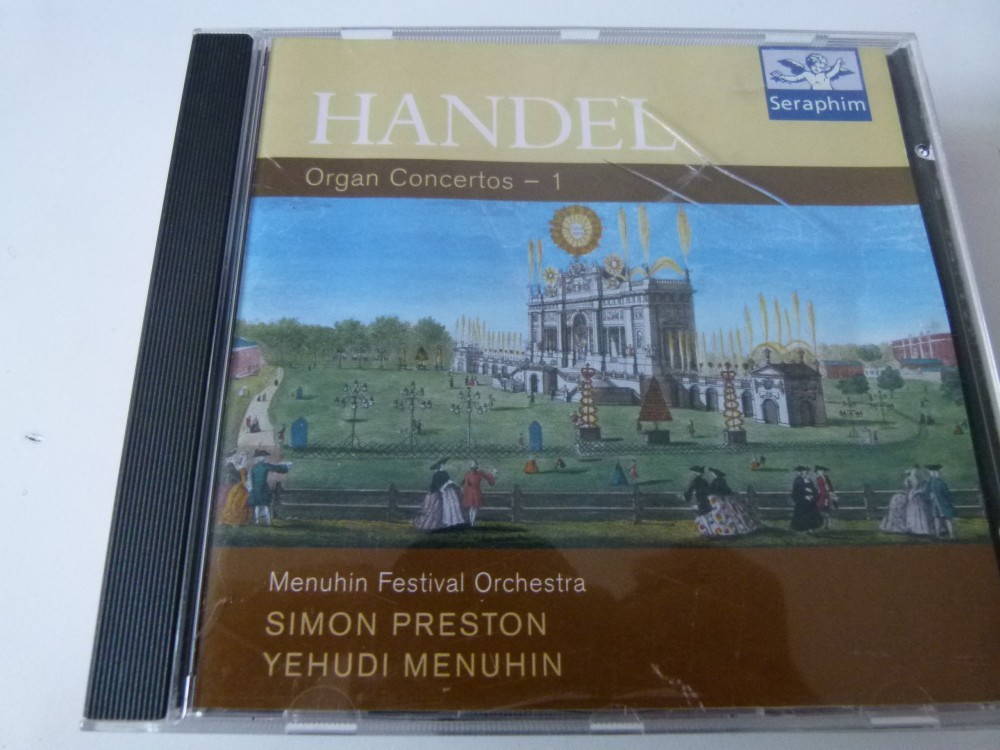 HANDEL
Seraphim
Organ Concertos – 1
Menuhin Festival Orchestra
SIMON PRESTON
YEHUDI MENUHIN